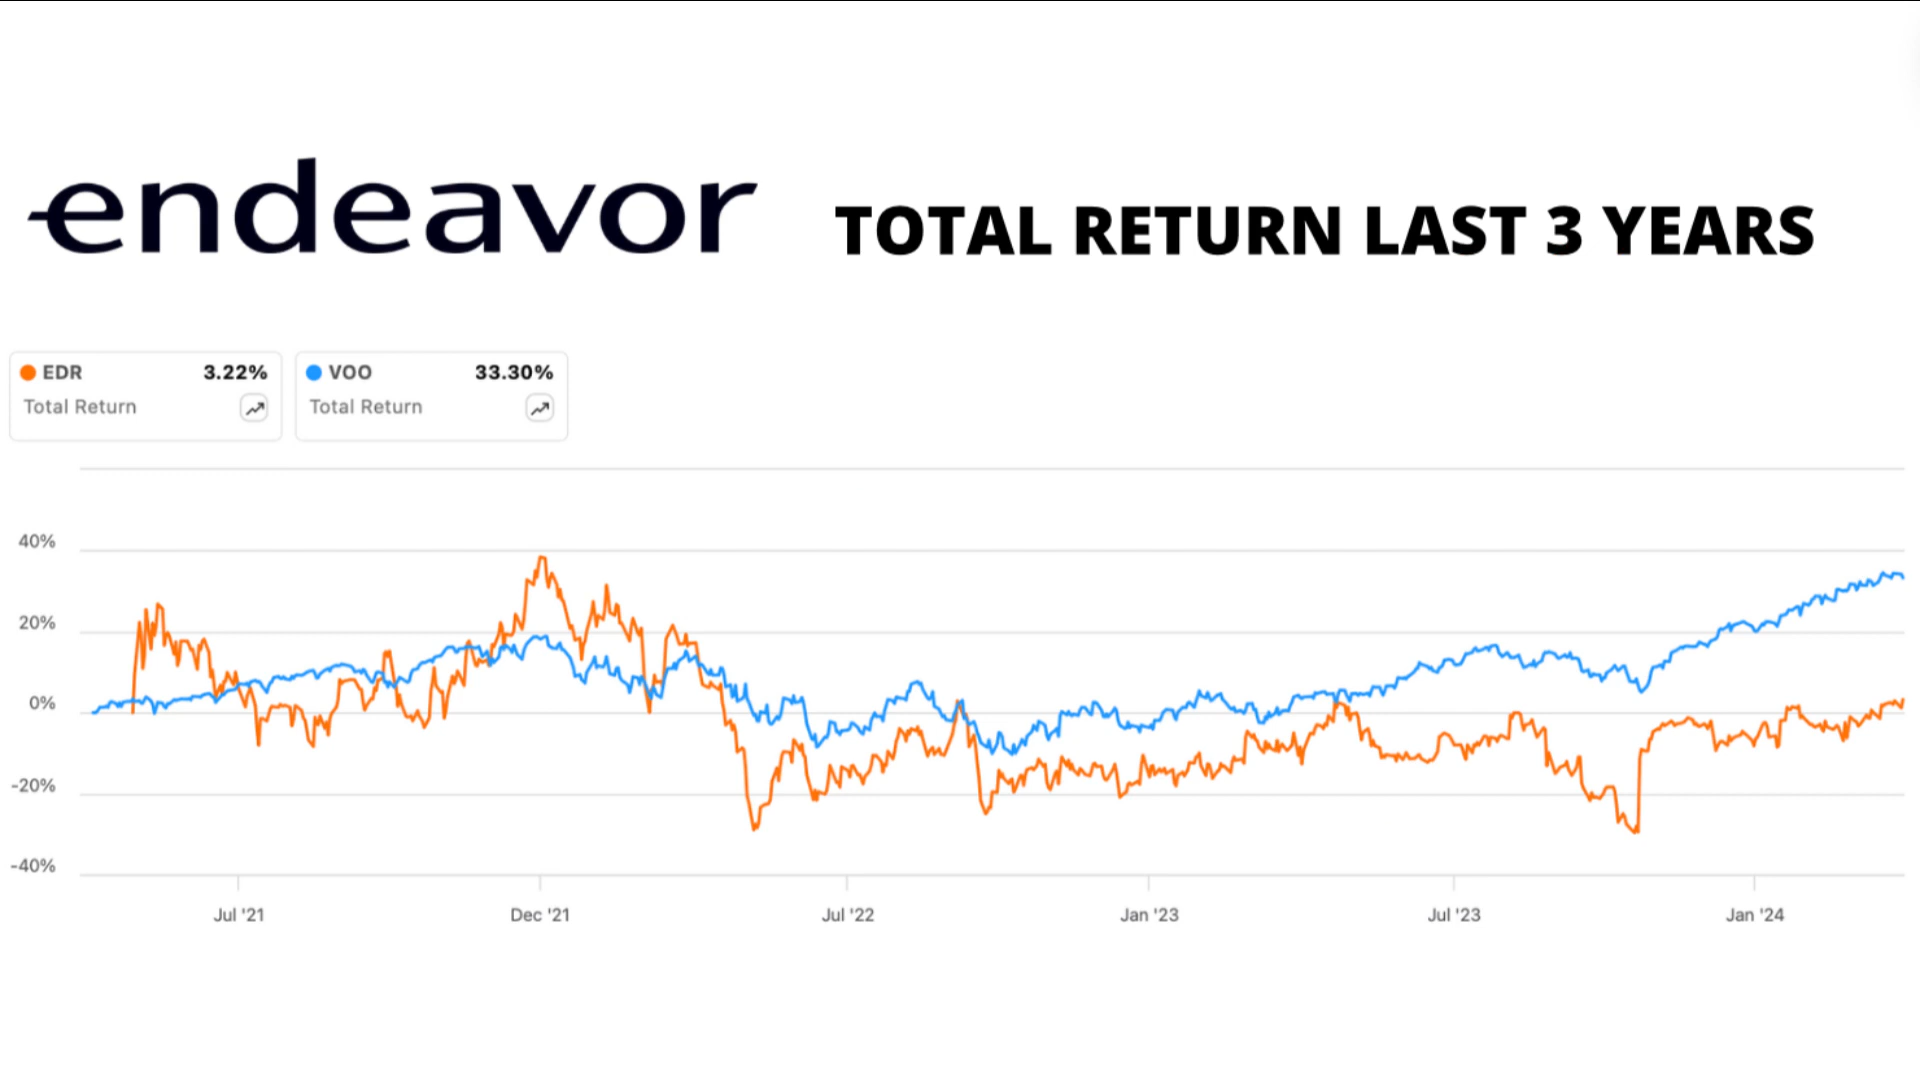 endeavor TOTAL RETURN LAST 3 YEARS
EDR 3.22% VOO 33.30%
Total Return Total Return
40%
20%
0%
-20%
-40%
Jul '21 Dec '21 Jul '22 Jan '23 Jul '23 Jan '24